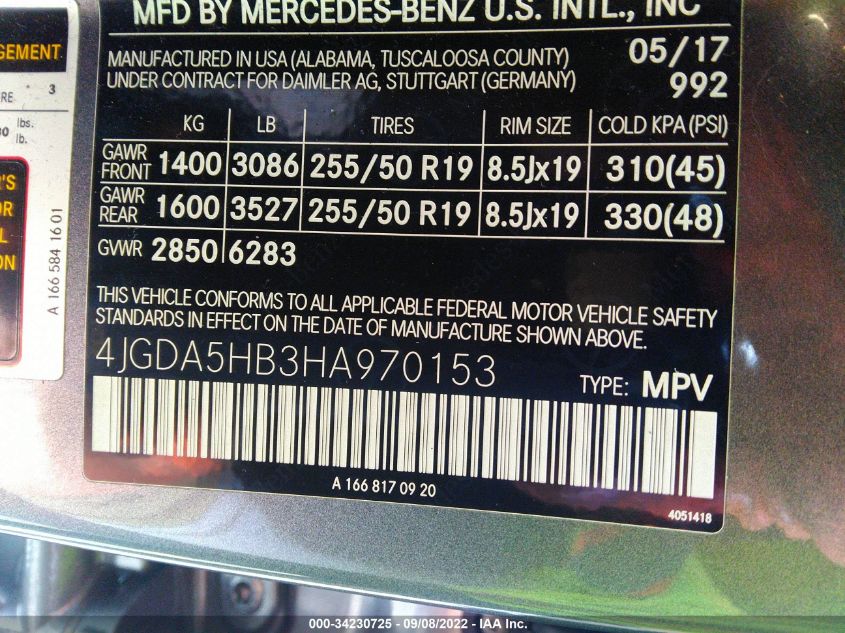 MFD BY MERCEDES-BENZ U.S. INTL., INC
MANUFACTURED IN USA (ALABAMA, TUSCALOOSA COUNTY) 05/17
UNDER CONTRACT FOR DAIMLER AG, STUTTGART (GERMANY) 992
KG LB TIRES RIM SIZE COLD KPA(PSI)
GAWR FRONT 1400 3086 255/50 R19 8.5Jx19 310(45)
GAWR REAR 1600 3527 255/50 R19 8.5Jx19 330(48)
GVWR 2850 6283
THIS VEHICLE CONFORMS TO ALL APPLICABLE FEDERAL MOTOR VEHICLE SAFETY
STANDARDS IN EFFECT ON THE DATE OF MANUFACTURE SHOWN ABOVE.
4JGDA5HB3HA970153 TYPE: MPV
A 166 817 09 20
4051418
3
lbs.
lb.
A 166 584 16 01
000-34230725 - 09/08/2022 - IAA Inc.